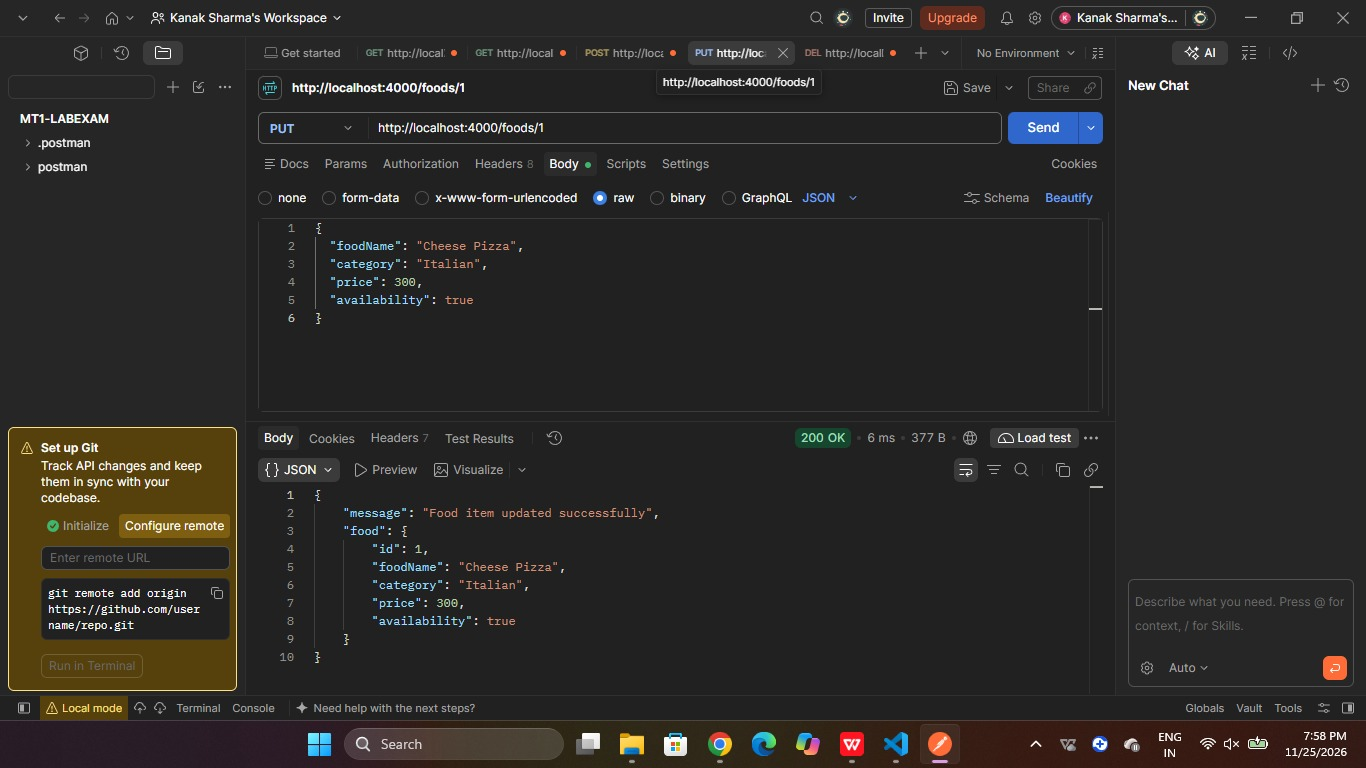 Kanak Sharma's Workspace
Invite
Upgrade
Kanak Sharma's...
Get started
GET http://local
GET http://local
POST http://loca
PUT http://loc
DEL http://locall
No Environment
AI
http://localhost:4000/foods/1
http://localhost:4000/foods/1
Save
Share
New Chat
MT1-LABEXAM
.postman
postman
PUT
http://localhost:4000/foods/1
Send
Docs
Params
Authorization
Headers 8
Body
Scripts
Settings
Cookies
none
form-data
x-www-form-urlencoded
raw
binary
GraphQL
JSON
Schema
Beautify
1 {
2 "foodName": "Cheese Pizza",
3 "category": "Italian",
4 "price": 300,
5 "availability": true
6 }
Set up Git
Track API changes and keep
them in sync with your
codebase.
Initialize
Configure remote
Enter remote URL
git remote add origin
https://github.com/user
name/repo.git
Run in Terminal
Body
Cookies
Headers 7
Test Results
200 OK
6 ms
377 B
Load test
{} JSON
Preview
Visualize
1 {
2 "message": "Food item updated successfully",
3 "food": {
4 "id": 1,
5 "foodName": "Cheese Pizza",
6 "category": "Italian",
7 "price": 300,
8 "availability": true
9 }
10 }
Describe what you need. Press @ for
context, / for Skills.
Auto
Local mode
Terminal
Console
Need help with the next steps?
Globals
Vault
Tools
Search
ENG
IN
7:58 PM
11/25/2026